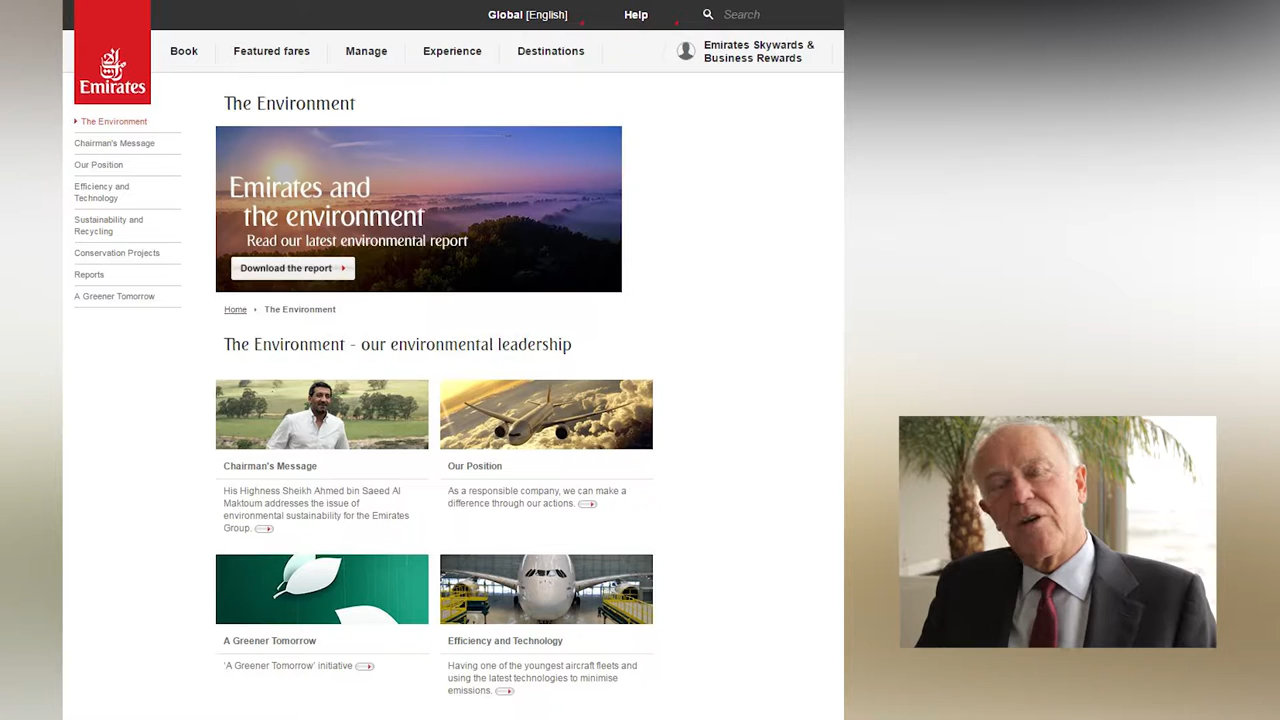 Global [English]
Help
Search
Emirates
Book
Featured fares
Manage
Experience
Destinations
Emirates Skywards &
Business Rewards
The Environment
Chairman's Message
Our Position
Efficiency and
Technology
Sustainability and
Recycling
Conservation Projects
Reports
A Greener Tomorrow
The Environment
Emirates and
the environment
Read our latest environmental report
Download the report
Home
The Environment
The Environment - our environmental leadership
Chairman's Message
His Highness Sheikh Ahmed bin Saeed Al
Maktoum addresses the issue of
environmental sustainability for the Emirates
Group.
Our Position
As a responsible company, we can make a
difference through our actions.
A Greener Tomorrow
'A Greener Tomorrow' initiative
Efficiency and Technology
Having one of the youngest aircraft fleets and
using the latest technologies to minimise
emissions.